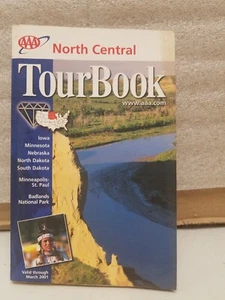 AAA
North Central
TourBook
www.aaa.com
Iowa
Minnesota
Nebraska
North Dakota
South Dakota
Minneapolis-
St. Paul
Badlands
National Park
Valid through
March 2001